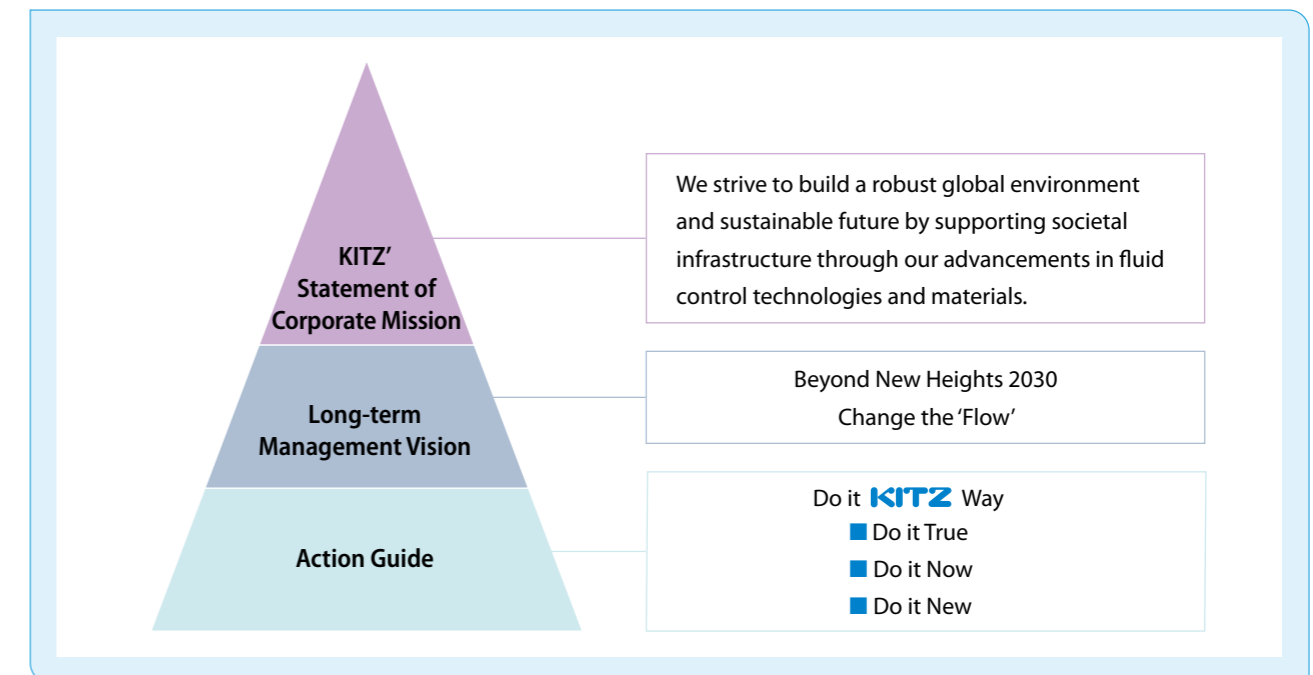 KITZ’
Statement of
Corporate Mission
We strive to build a robust global environment
and sustainable future by supporting societal
infrastructure through our advancements in fluid
control technologies and materials.
Long-term
Management Vision
Beyond New Heights 2030
Change the ‘Flow’
Action Guide
Do it KITZ Way
Do it True
Do it Now
Do it New